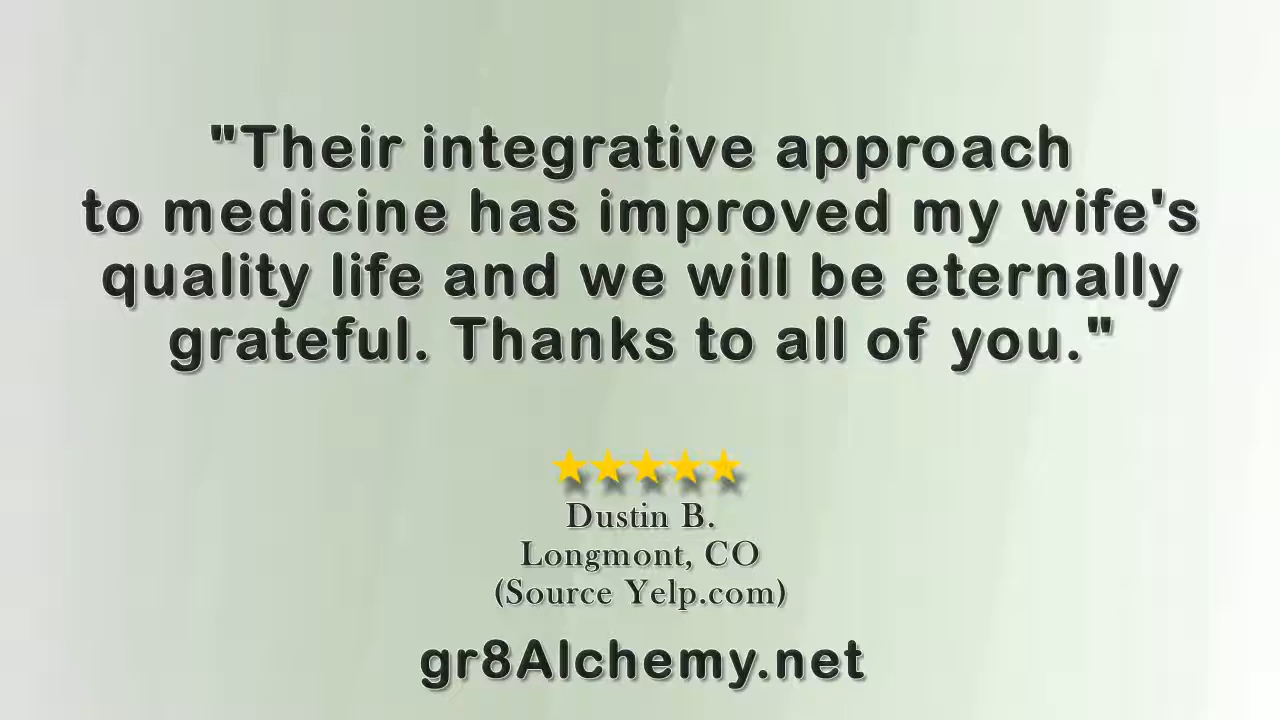 "Their integrative approach
to medicine has improved my wife's
quality life and we will be eternally
grateful. Thanks to all of you."
★★★★★
Dustin B.
Longmont, CO
(Source Yelp.com)
gr8Alchemy.net